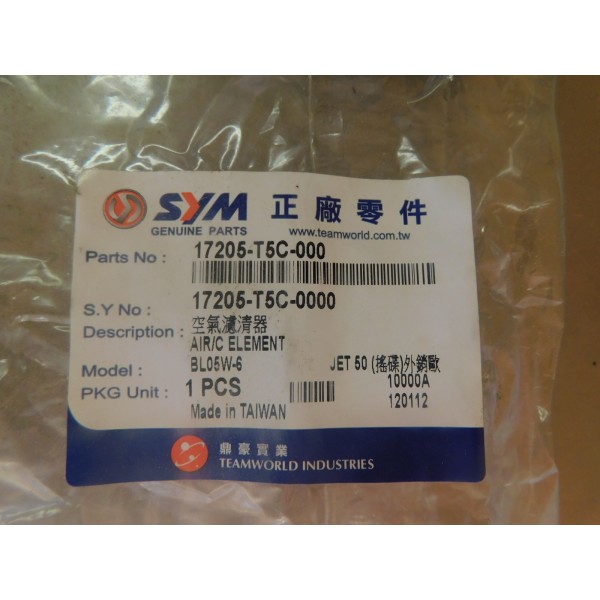 SYM 正廠零件
GENUINE PARTS www.teamworld.com.tw
Parts No : 17205-T5C-000
S.Y No : 17205-T5C-0000
Description : 空氣濾清器
AIR/C ELEMENT
Model : BL05W-6 JET 50 (搖碟)外銷歐
PKG Unit : 1 PCS 10000A
Made in TAIWAN 120112
鼎豪實業
TEAMWORLD INDUSTRIES